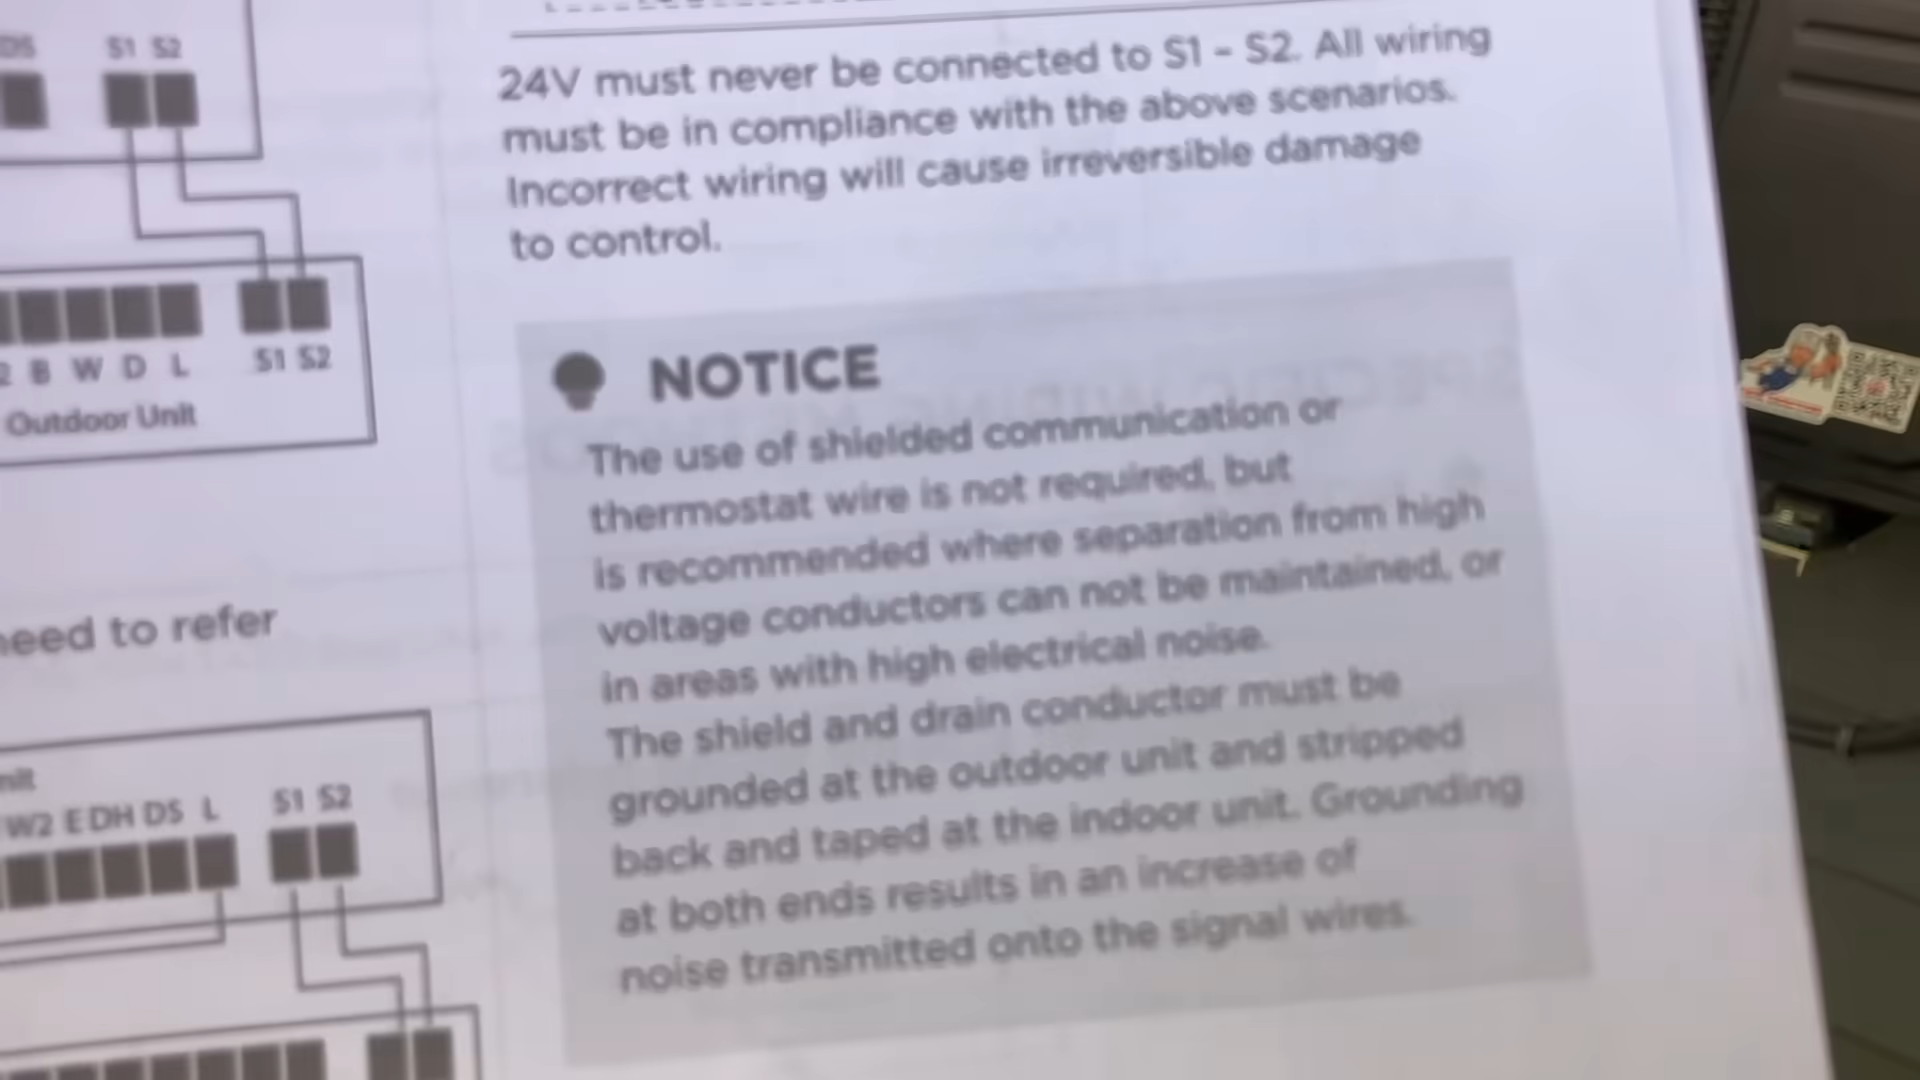 DS S1 S2
B W D L S1 S2
Outdoor Unit
need to refer
W2 E DH DS L S1 S2
24V must never be connected to S1 - S2. All wiring
must be in compliance with the above scenarios.
Incorrect wiring will cause irreversible damage
to control.
NOTICE
The use of shielded communication or
thermostat wire is not required, but
is recommended where separation from high
voltage conductors can not be maintained, or
in areas with high electrical noise.
The shield and drain conductor must be
grounded at the outdoor unit and stripped
back and taped at the indoor unit. Grounding
at both ends results in an increase of
noise transmitted onto the signal wires.